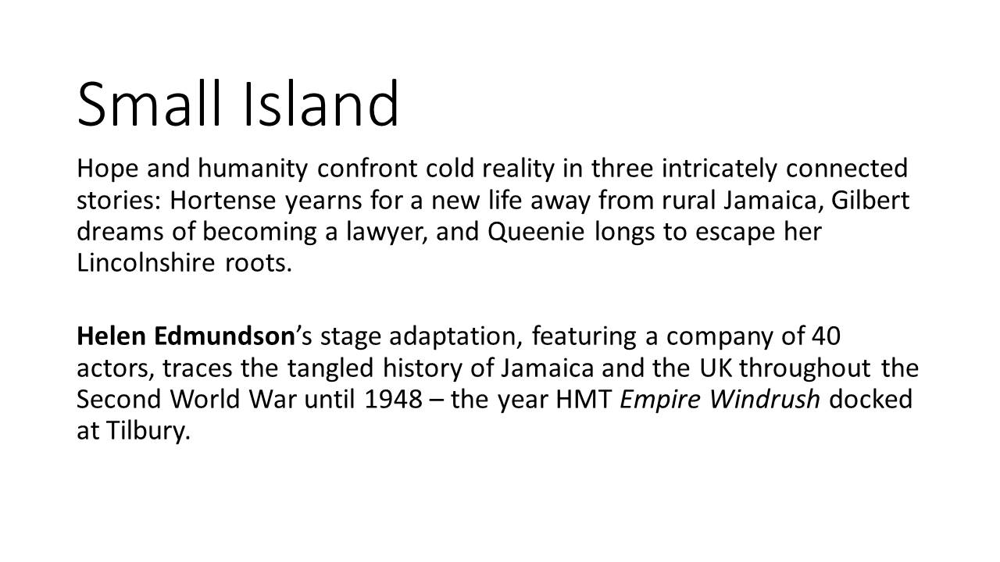 Small Island
Hope and humanity confront cold reality in three intricately connected
stories: Hortense yearns for a new life away from rural Jamaica, Gilbert
dreams of becoming a lawyer, and Queenie longs to escape her
Lincolnshire roots.
Helen Edmundson’s stage adaptation, featuring a company of 40
actors, traces the tangled history of Jamaica and the UK throughout the
Second World War until 1948 – the year HMT Empire Windrush docked
at Tilbury.